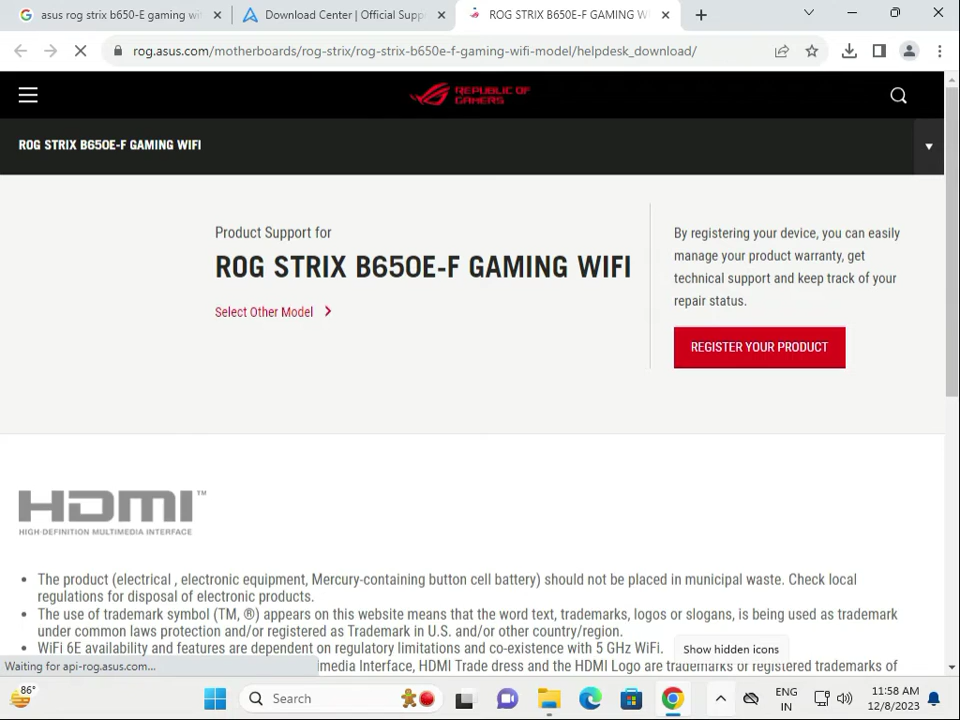 asus rog strix b650-E gaming wi
Download Center | Official Supp
ROG STRIX B650E-F GAMING W
rog.asus.com/motherboards/rog-strix/rog-strix-b650e-f-gaming-wifi-model/helpdesk_download/
REPUBLIC OF
GAMERS
ROG STRIX B650E-F GAMING WIFI
Product Support for
ROG STRIX B650E-F GAMING WIFI
Select Other Model
By registering your device, you can easily
manage your product warranty, get
technical support and keep track of your
repair status.
REGISTER YOUR PRODUCT
HDMI™
HIGH-DEFINITION MULTIMEDIA INTERFACE
• The product (electrical , electronic equipment, Mercury-containing button cell battery) should not be placed in municipal waste. Check local
regulations for disposal of electronic products.
• The use of trademark symbol (TM, ®) appears on this website means that the word text, trademarks, logos or slogans, is being used as trademark
under common laws protection and/or registered as Trademark in U.S. and/or other country/region.
• WiFi 6E availability and features are dependent on regulatory limitations and co-existence with 5 GHz WiFi.
Show hidden icons
Waiting for api-rog.asus.com...
imedia Interface, HDMI Trade dress and the HDMI Logo are trademarks or registered trademarks of
86°
Search
ENG
IN
11:58 AM
12/8/2023